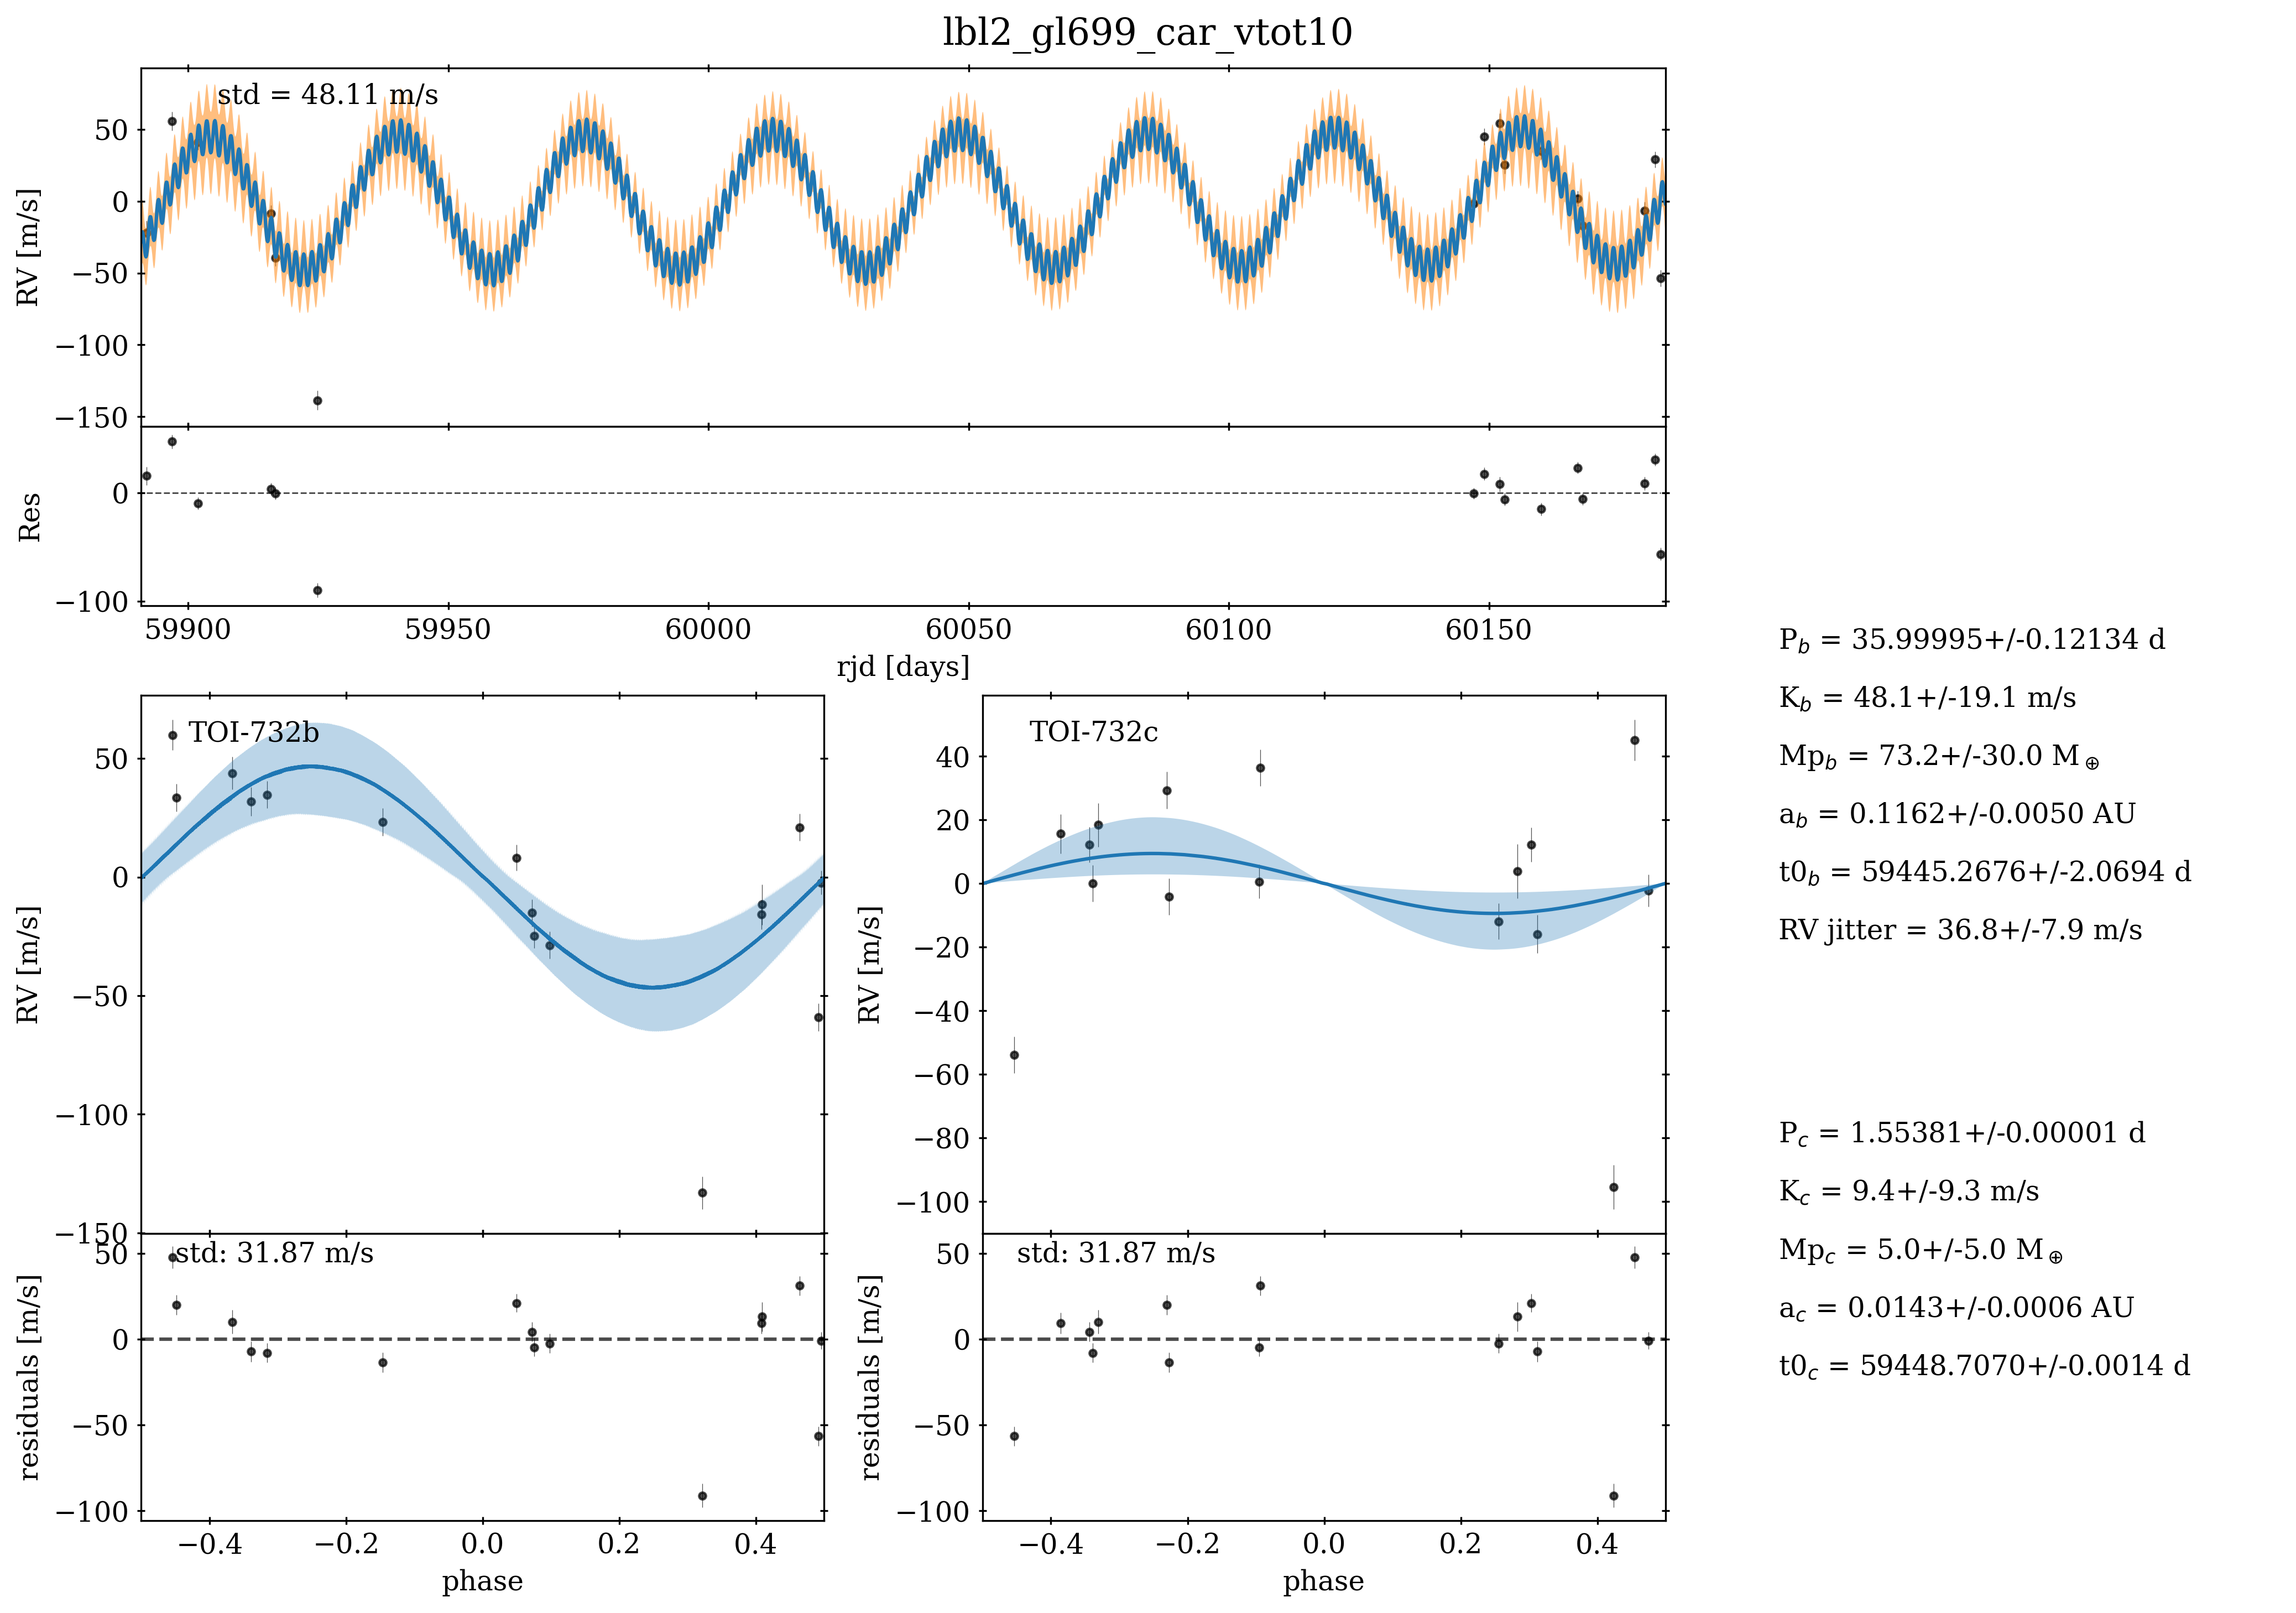 lbl2_gl699_car_vtot10
std = 48.11 m/s
50
0
−50
−100
−150
RV [m/s]
0
−100
Res
59900 59950 60000 60050 60100 60150
rjd [days]
TOI-732b
50
0
−50
−100
−150
RV [m/s]
std: 31.87 m/s
50
0
−50
−100
residuals [m/s]
−0.4 −0.2 0.0 0.2 0.4
phase
TOI-732c
40
20
0
−20
−40
−60
−80
−100
RV [m/s]
std: 31.87 m/s
50
0
−50
−100
residuals [m/s]
−0.4 −0.2 0.0 0.2 0.4
phase
P_b = 35.99995+/-0.12134 d
K_b = 48.1+/-19.1 m/s
Mp_b = 73.2+/-30.0 M_⊕
a_b = 0.1162+/-0.0050 AU
t0_b = 59445.2676+/-2.0694 d
RV jitter = 36.8+/-7.9 m/s
P_c = 1.55381+/-0.00001 d
K_c = 9.4+/-9.3 m/s
Mp_c = 5.0+/-5.0 M_⊕
a_c = 0.0143+/-0.0006 AU
t0_c = 59448.7070+/-0.0014 d